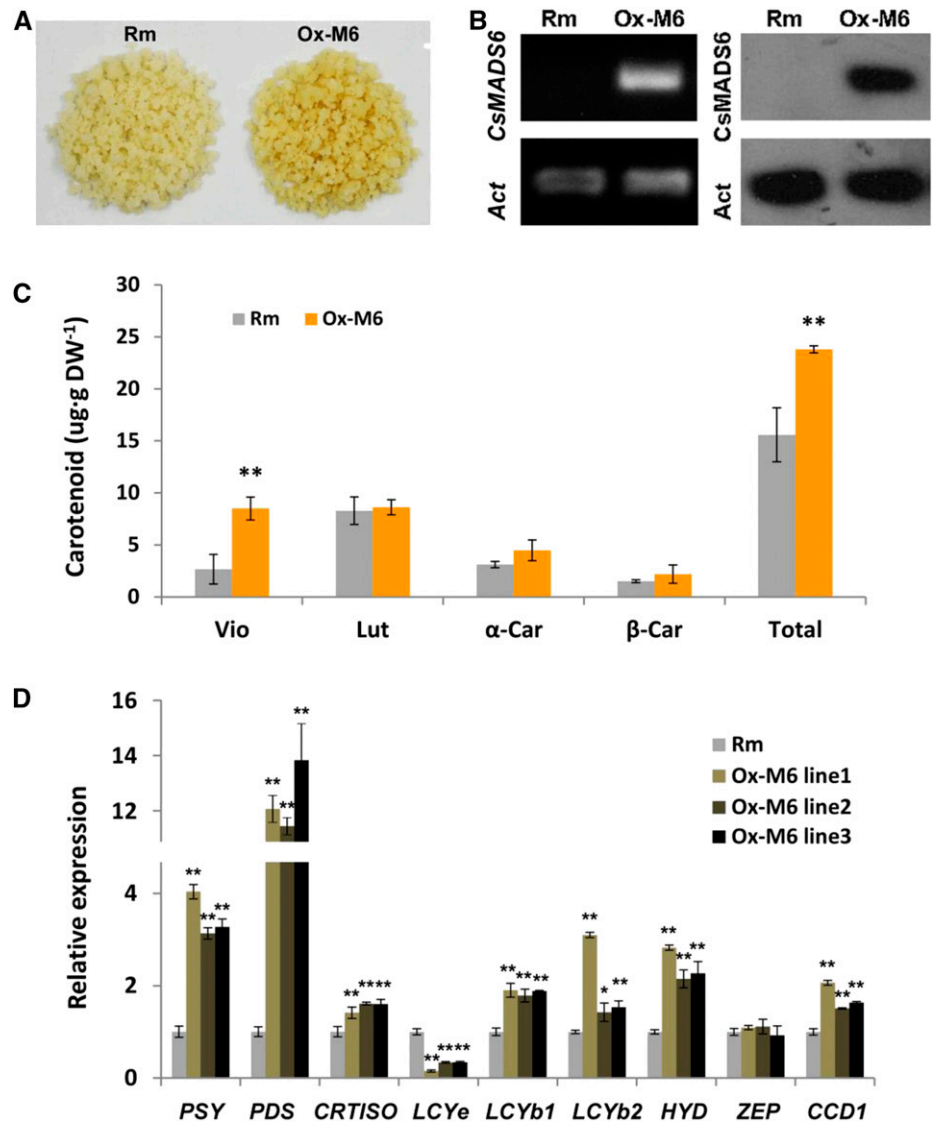 A
Rm Ox-M6
B
Rm Ox-M6 Rm Ox-M6
CsMADS6
Act
CsMADS6
Act
C
Carotenoid (ug·g DW⁻¹)
30
25
20
15
10
5
0
Rm Ox-M6
**
**
Vio Lut α-Car β-Car Total
D
Relative expression
16
14
12
4
2
0
Rm
Ox-M6 line1
Ox-M6 line2
Ox-M6 line3
** ** **
** ** **
** ** **
** ** **
** ** **
** * **
** ** **
** ** **
PSY PDS CRTISO LCYe LCYb1 LCYb2 HYD ZEP CCD1